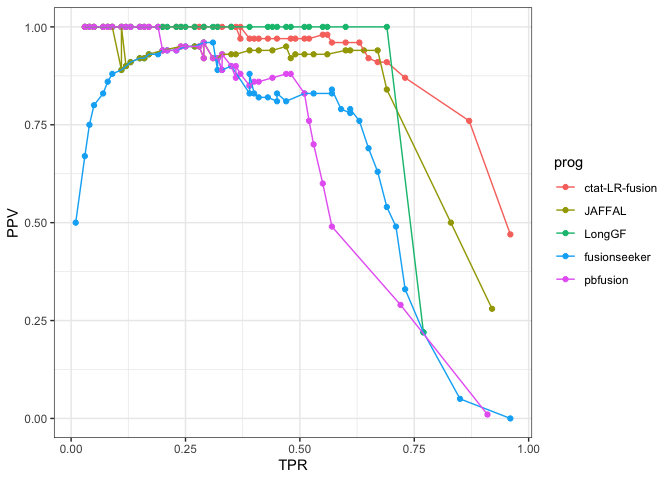 1.00
0.75
0.50
0.25
0.00
PPV
0.00
0.25
0.50
0.75
1.00
TPR
prog
ctat-LR-fusion
JAFFAL
LongGF
fusionseeker
pbfusion